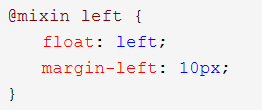 @mixin left {
    float: left;
    margin-left: 10px;
}